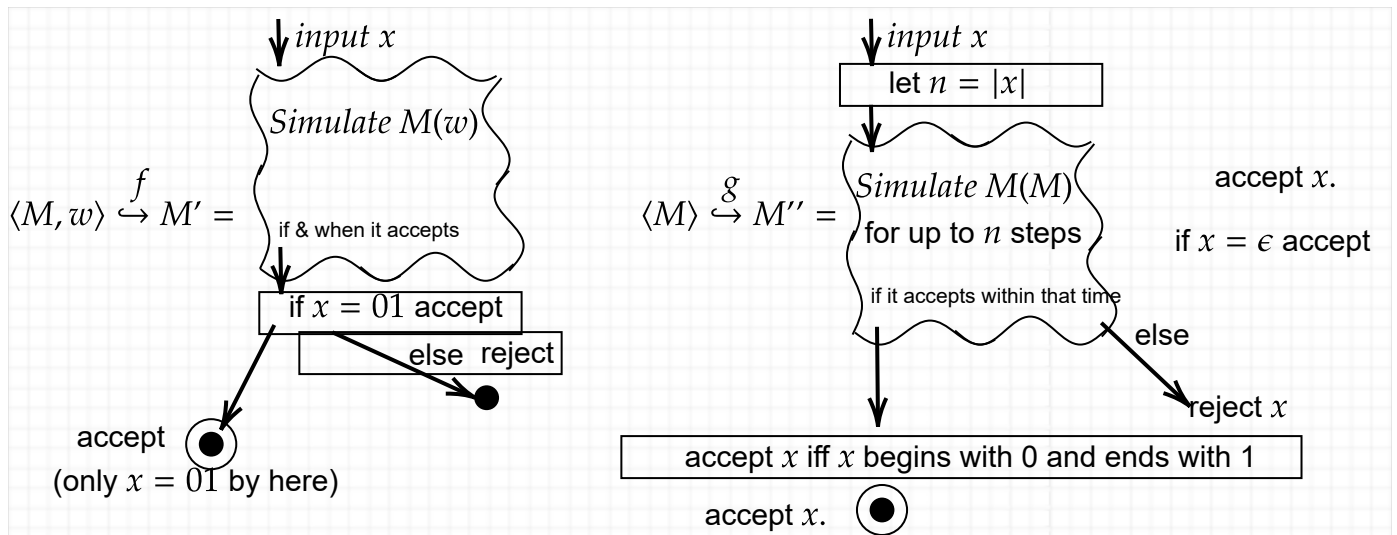 input x
Simulate M(w)
⟨M, w⟩ f↪ M′ =
if & when it accepts
if x = 01 accept
else reject
accept
(only x = 01 by here)
input x
let n = |x|
Simulate M(M)
⟨M⟩ g↪ M′′ =
for up to n steps
if it accepts within that time
accept x.
if x = ϵ accept
else
reject x
accept x iff x begins with 0 and ends with 1
accept x.